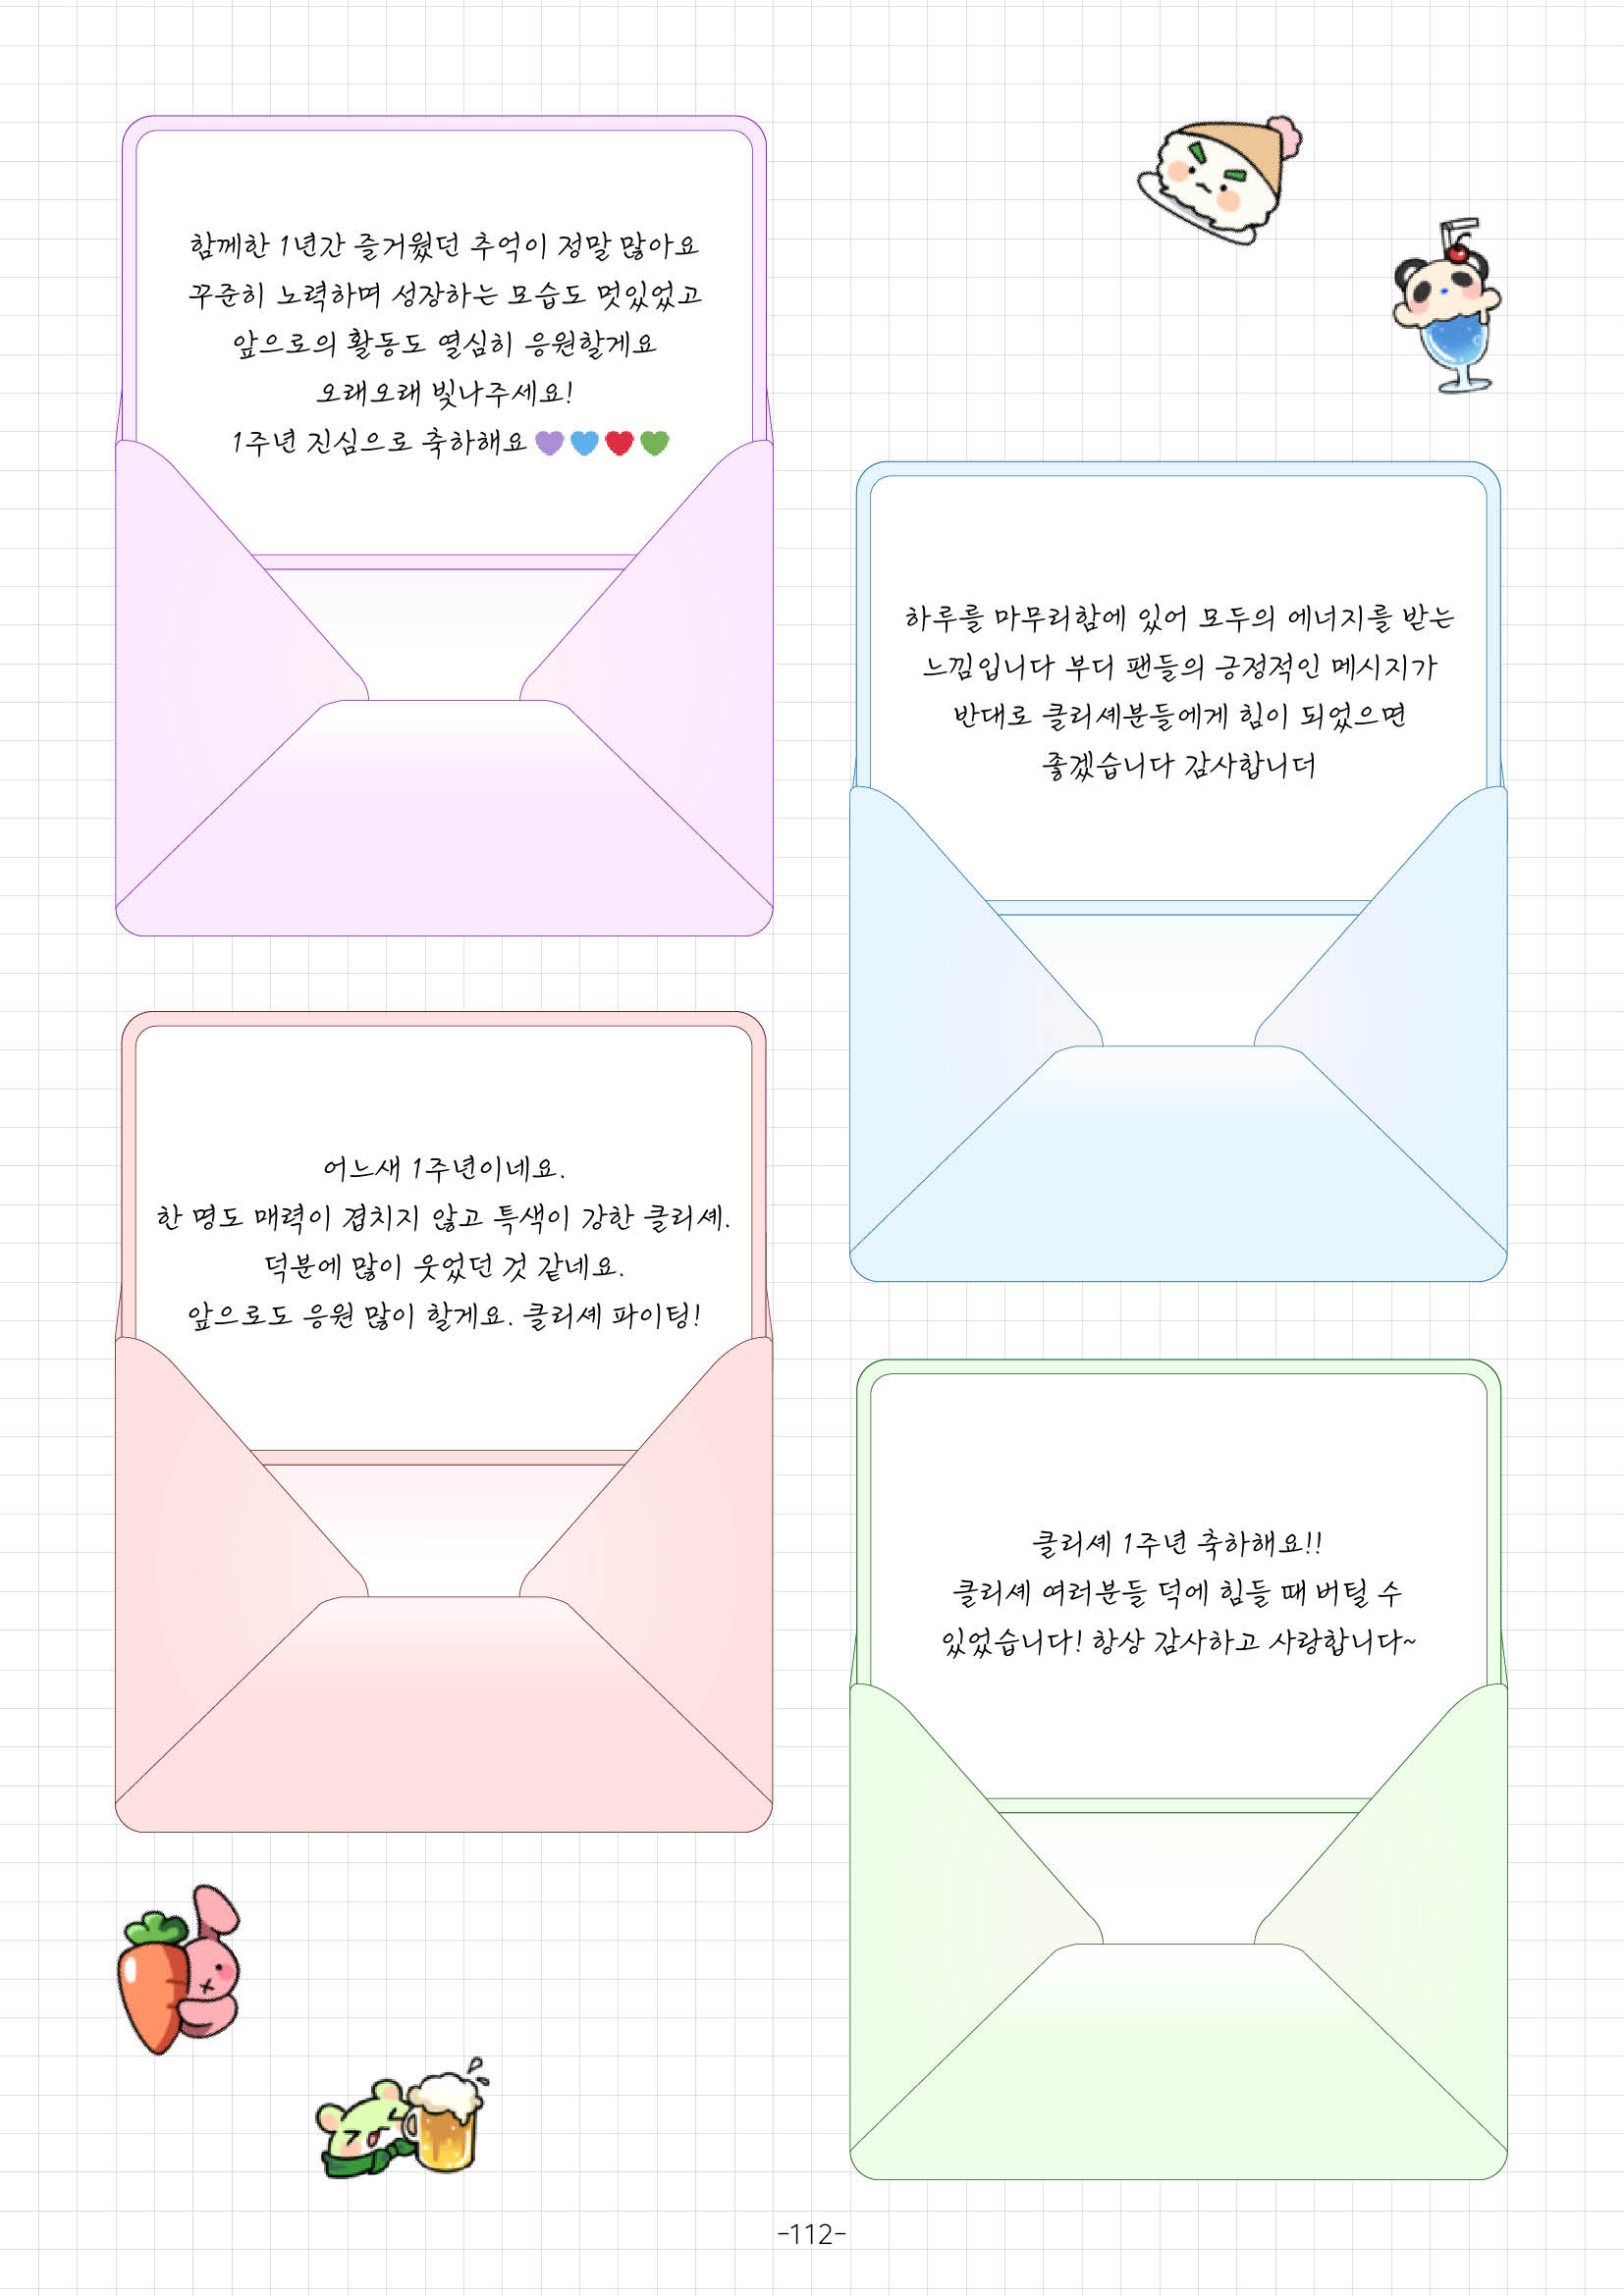 함께한 1년간 즐거웠던 추억이 정말 많아요
꾸준히 노력하며 성장하는 모습도 멋있었고
앞으로의 활동도 열심히 응원할게요
오래오래 빛나주세요!
1주년 진심으로 축하해요💜💙❤️💚
하루를 마무리함에 있어 모두의 에너지를 받는
느낌입니다 부디 팬들의 긍정적인 메시지가
반대로 클리셰분들에게 힘이 되었으면
좋겠습니다 감사합니더
어느새 1주년이네요.
한 명도 매력이 겹치지 않고 특색이 강한 클리셰.
덕분에 많이 웃었던 것 같네요.
앞으로도 응원 많이 할게요. 클리셰 파이팅!
클리셰 1주년 축하해요!!
클리셰 여러분들 덕에 힘들 때 버틸 수
있었습니다! 항상 감사하고 사랑합니다~
-112-